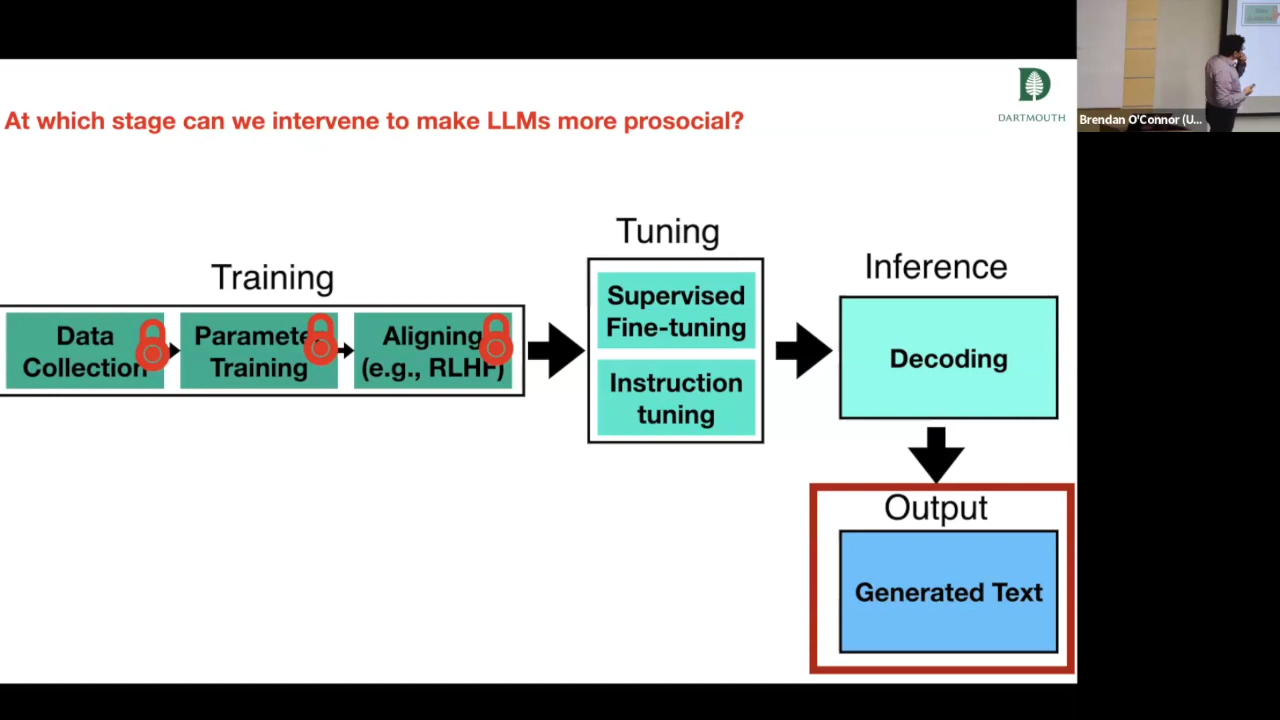 At which stage can we intervene to make LLMs more prosocial?
DARTMOUTH
Brendan O'Connor (U...
Training
Data
Collection
Parameter
Training
Aligning
(e.g., RLHF)
Tuning
Supervised
Fine-tuning
Instruction
tuning
Inference
Decoding
Output
Generated Text